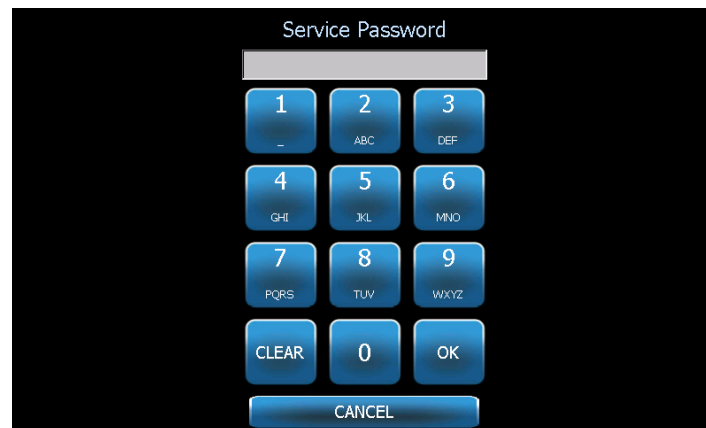 Service Password
1 2 3
_ ABC DEF
4 5 6
GHI JKL MNO
7 8 9
PQRS TUV WXYZ
CLEAR 0 OK
CANCEL